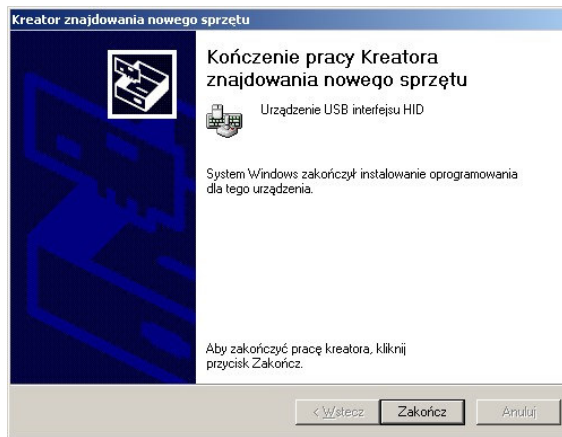 Kreator znajdowania nowego sprzętu
Kończenie pracy Kreatora
znajdowania nowego sprzętu
Urządzenie USB interfejsu HID
System Windows zakończył instalowanie oprogramowania
dla tego urządzenia.
Aby zakończyć pracę kreatora, kliknij
przycisk Zakończ.
< Wstecz Zakończ Anuluj